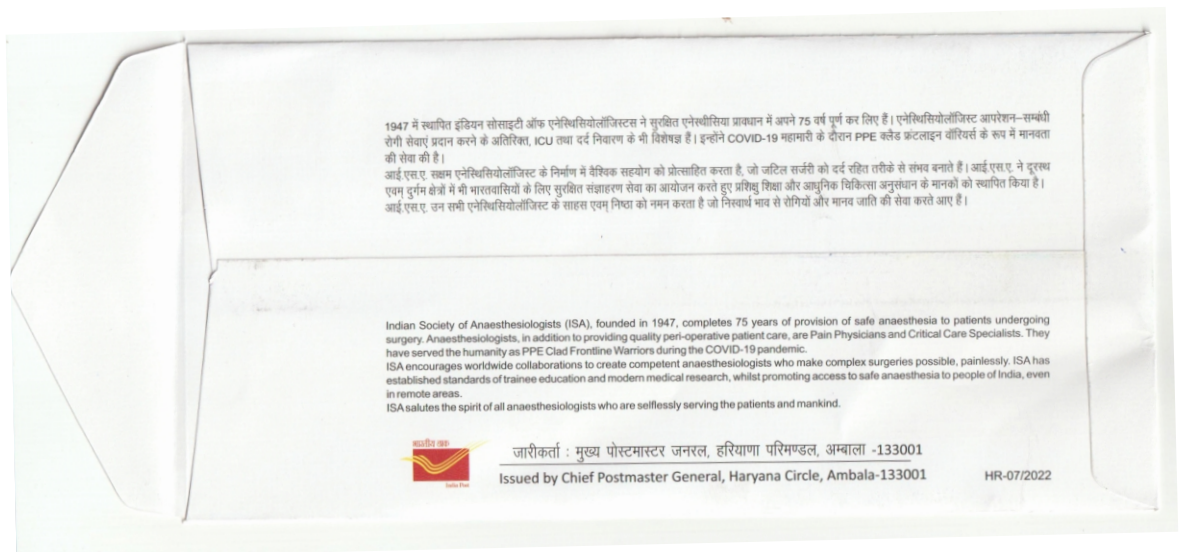 1947 में स्थापित इंडियन सोसाइटी ऑफ एनेस्थिसियोलॉजिस्टस ने सुरक्षित एनेस्थीसिया प्रावधान में अपने 75 वर्ष पूर्ण कर लिए हैं। एनेस्थिसियोलॉजिस्ट आपरेशन–सम्बंधी
रोगी सेवाएं प्रदान करने के अतिरिक्त, ICU तथा दर्द निवारण के भी विशेषज्ञ हैं। इन्होंने COVID-19 महामारी के दौरान PPE क्लैड फ्रंटलाइन वॉरियर्स के रूप में मानवता
की सेवा की है।
आई.एस.ए. सक्षम एनेस्थिसियोलॉजिस्ट के निर्माण में वैश्विक सहयोग को प्रोत्साहित करता है, जो जटिल सर्जरी को दर्द रहित तरीके से संभव बनाते हैं। आई.एस.ए. ने दूरस्थ
एवम् दुर्गम क्षेत्रों में भी भारतवासियों के लिए सुरक्षित संज्ञाहरण सेवा का आयोजन करते हुए प्रशिक्षु शिक्षा और आधुनिक चिकित्सा अनुसंधान के मानकों को स्थापित किया है।
आई.एस.ए. उन सभी एनेस्थिसियोलॉजिस्ट के साहस एवम् निष्ठा को नमन करता है जो निस्वार्थ भाव से रोगियों और मानव जाति की सेवा करते आए हैं।
Indian Society of Anaesthesiologists (ISA), founded in 1947, completes 75 years of provision of safe anaesthesia to patients undergoing
surgery. Anaesthesiologists, in addition to providing quality peri-operative patient care, are Pain Physicians and Critical Care Specialists. They
have served the humanity as PPE Clad Frontline Warriors during the COVID-19 pandemic.
ISA encourages worldwide collaborations to create competent anaesthesiologists who make complex surgeries possible, painlessly. ISA has
established standards of trainee education and modern medical research, whilst promoting access to safe anaesthesia to people of India, even
in remote areas.
ISA salutes the spirit of all anaesthesiologists who are selflessly serving the patients and mankind.
भारतीय डाक
India Post
जारीकर्ता : मुख्य पोस्टमास्टर जनरल, हरियाणा परिमण्डल, अम्बाला -133001
Issued by Chief Postmaster General, Haryana Circle, Ambala-133001
HR-07/2022